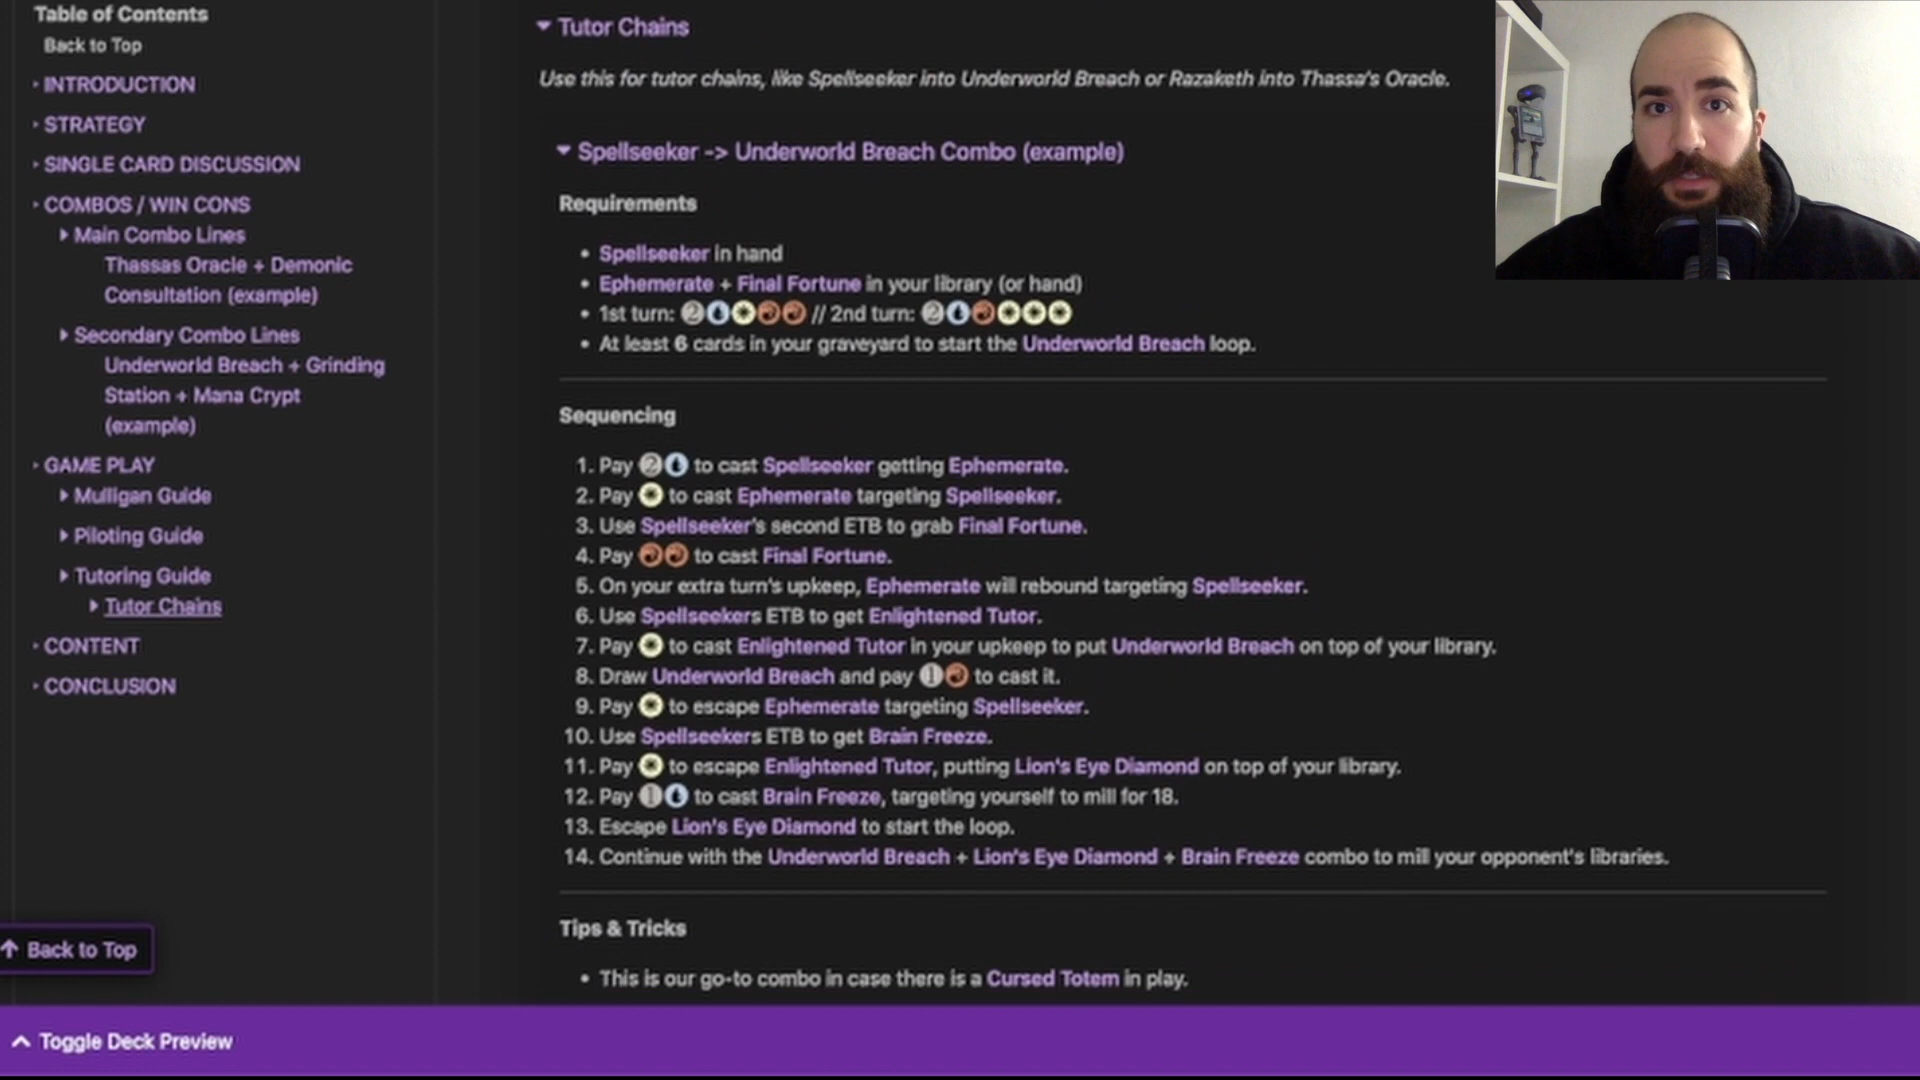 Table of Contents
Back to Top
INTRODUCTION
STRATEGY
SINGLE CARD DISCUSSION
COMBOS / WIN CONS
Main Combo Lines
Thassas Oracle + Demonic
Consultation (example)
Secondary Combo Lines
Underworld Breach + Grinding
Station + Mana Crypt
(example)
GAME PLAY
Mulligan Guide
Piloting Guide
Tutoring Guide
Tutor Chains
CONTENT
CONCLUSION
Back to Top
Tutor Chains
Use this for tutor chains, like Spellseeker into Underworld Breach or Razaketh into Thassa's Oracle.
Spellseeker -> Underworld Breach Combo (example)
Requirements
• Spellseeker in hand
• Ephemerate + Final Fortune in your library (or hand)
• 1st turn: 2 // 2nd turn: 2
• At least 6 cards in your graveyard to start the Underworld Breach loop.
Sequencing
1. Pay 2 to cast Spellseeker getting Ephemerate.
2. Pay to cast Ephemerate targeting Spellseeker.
3. Use Spellseeker's second ETB to grab Final Fortune.
4. Pay to cast Final Fortune.
5. On your extra turn's upkeep, Ephemerate will rebound targeting Spellseeker.
6. Use Spellseekers ETB to get Enlightened Tutor.
7. Pay to cast Enlightened Tutor in your upkeep to put Underworld Breach on top of your library.
8. Draw Underworld Breach and pay 1 to cast it.
9. Pay to escape Ephemerate targeting Spellseeker.
10. Use Spellseekers ETB to get Brain Freeze.
11. Pay to escape Enlightened Tutor, putting Lion's Eye Diamond on top of your library.
12. Pay 1 to cast Brain Freeze, targeting yourself to mill for 18.
13. Escape Lion's Eye Diamond to start the loop.
14. Continue with the Underworld Breach + Lion's Eye Diamond + Brain Freeze combo to mill your opponent's libraries.
Tips & Tricks
• This is our go-to combo in case there is a Cursed Totem in play.
Toggle Deck Preview